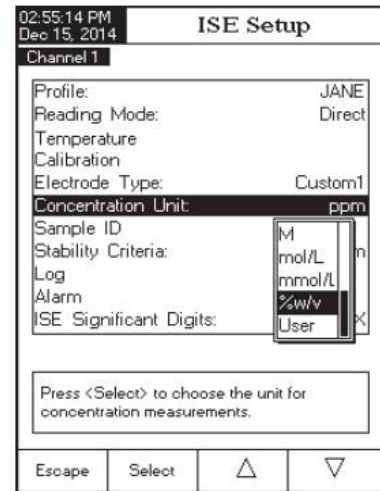 02:55:14 PM
Dec 15, 2014
ISE Setup
Channel 1
Profile: JANE
Reading Mode: Direct
Temperature
Calibration
Electrode Type: Custom1
Concentration Unit: ppm
Sample ID
M
Stability Criteria:
mol/L
Log
mmol/L
Alarm
%w/v
ISE Significant Digits:
User
X
Press <Select> to choose the unit for
concentration measurements.
Escape Select △ ▽